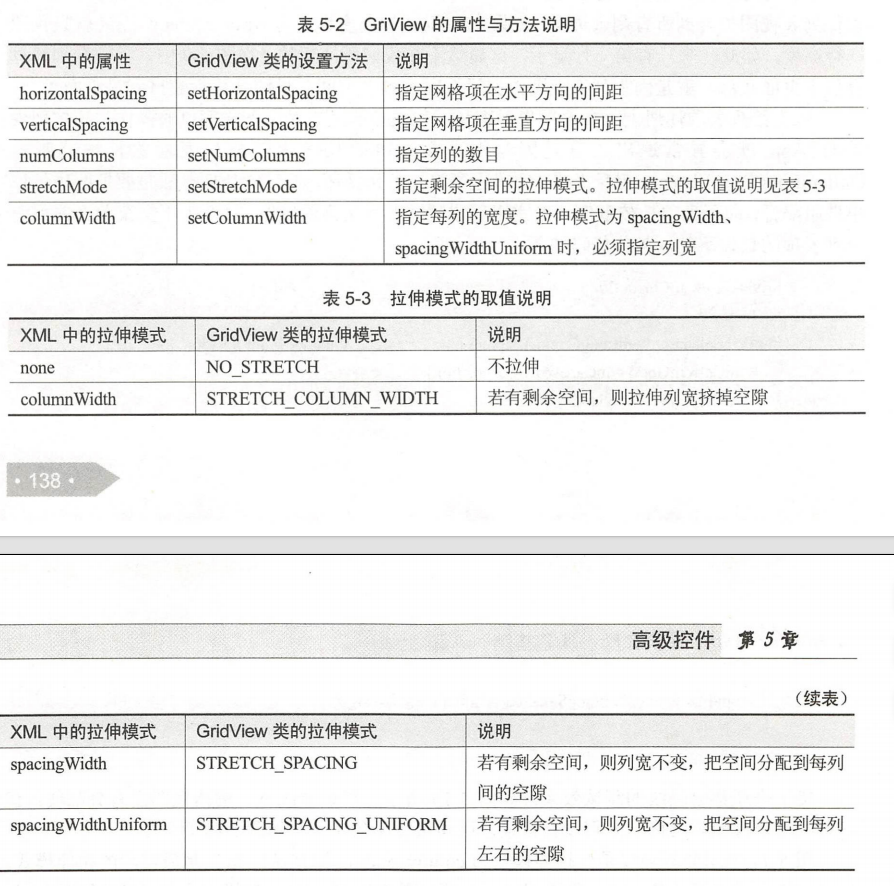 表 5-2 GriView 的属性与方法说明
XML 中的属性 GridView 类的设置方法 说明
horizontalSpacing setHorizontalSpacing 指定网格项在水平方向的间距
verticalSpacing setVerticalSpacing 指定网格项在垂直方向的间距
numColumns setNumColumns 指定列的数目
stretchMode setStretchMode 指定剩余空间的拉伸模式。拉伸模式的取值说明见表 5-3
columnWidth setColumnWidth 指定每列的宽度。拉伸模式为 spacingWidth、
spacingWidthUniform 时，必须指定列宽
表 5-3 拉伸模式的取值说明
XML 中的拉伸模式 GridView 类的拉伸模式 说明
none NO_STRETCH 不拉伸
columnWidth STRETCH_COLUMN_WIDTH 若有剩余空间，则拉伸列宽挤掉空隙
· 138 ·
高级控件 第 5 章
（续表）
XML 中的拉伸模式 GridView 类的拉伸模式 说明
spacingWidth STRETCH_SPACING 若有剩余空间，则列宽不变，把空间分配到每列
间的空隙
spacingWidthUniform STRETCH_SPACING_UNIFORM 若有剩余空间，则列宽不变，把空间分配到每列
左右的空隙